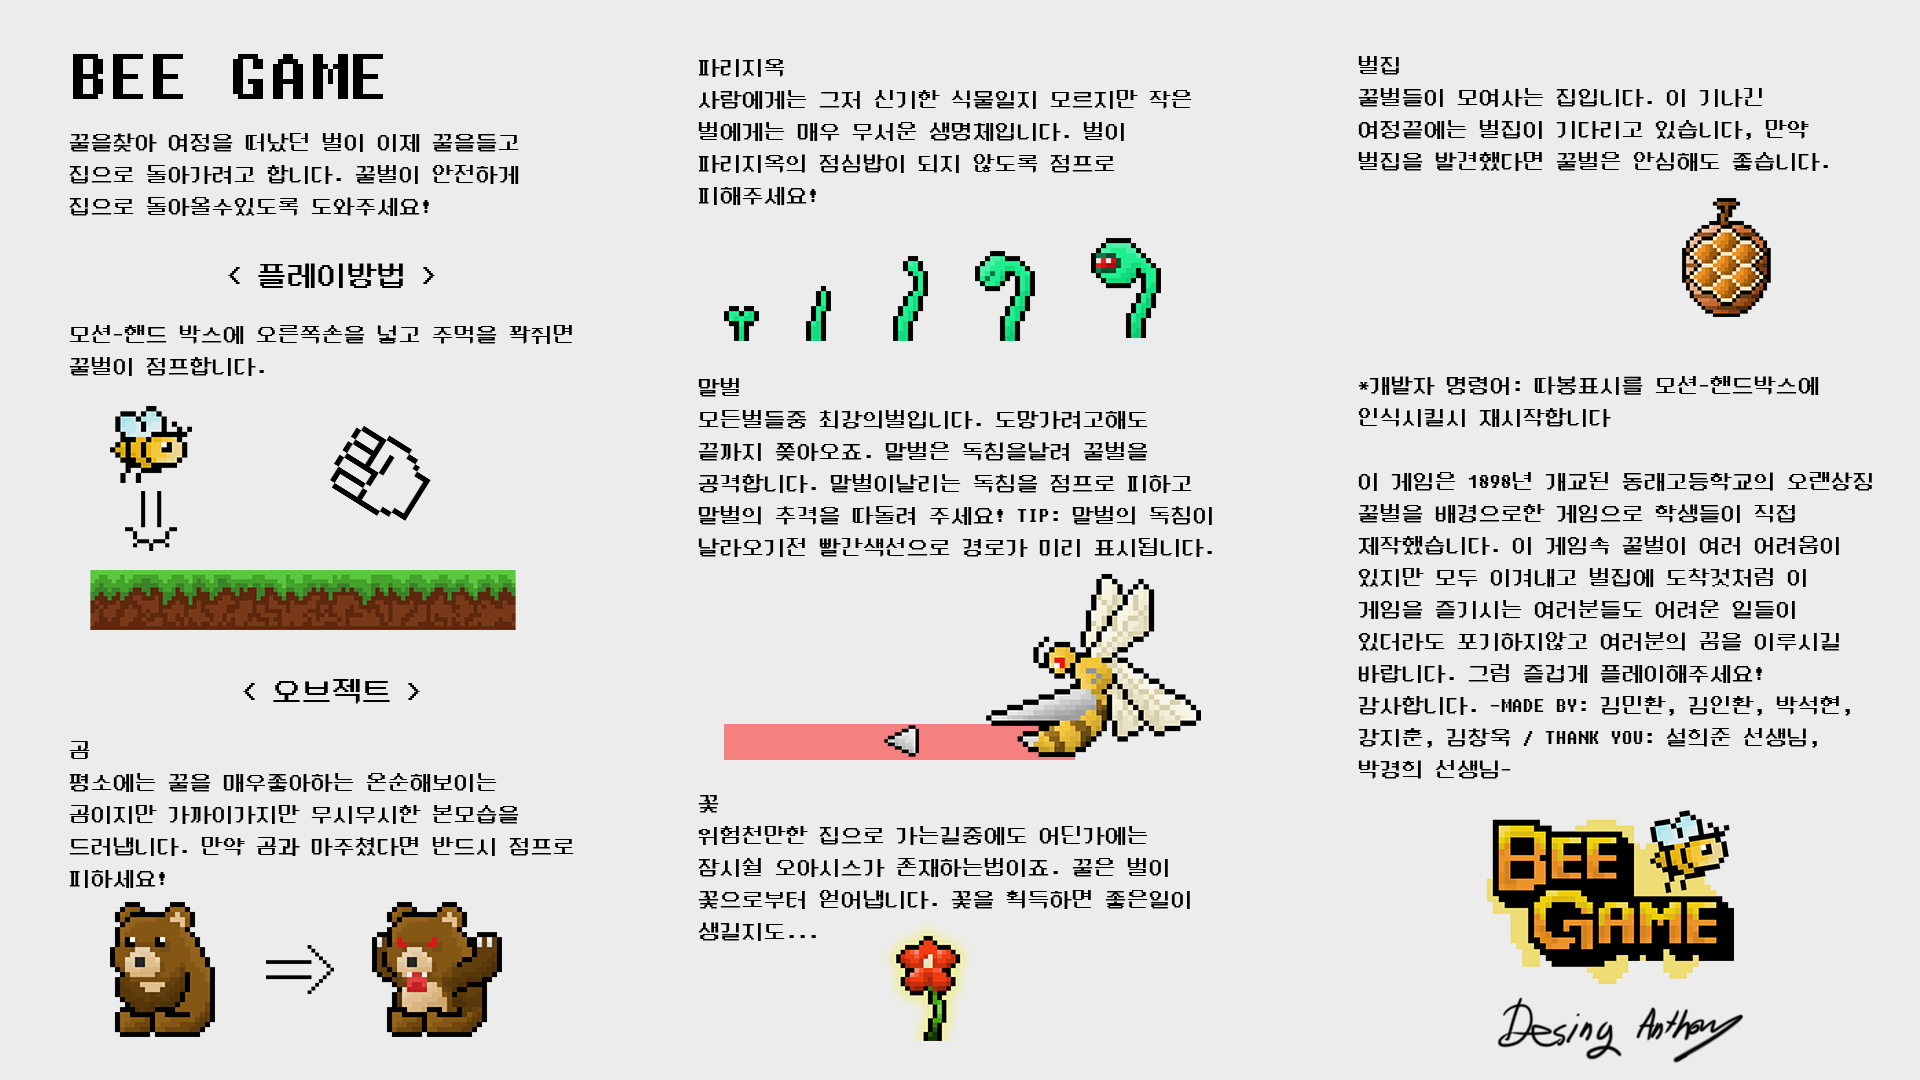 BEE GAME
꿀을찾아 여정을 떠났던 벌이 이제 꿀을들고
집으로 돌아가려고 합니다. 꿀벌이 안전하게
집으로 돌아올수있도록 도와주세요!
< 플레이방법 >
모션-핸드 박스에 오른쪽손을 넣고 주먹을 꽉쥐면
꿀벌이 점프합니다.
< 오브젝트 >
곰
평소에는 꿀을 매우좋아하는 온순해보이는
곰이지만 가까이가지만 무시무시한 본모습을
드러냅니다. 만약 곰과 마주쳤다면 반드시 점프로
피하세요!
파리지옥
사람에게는 그저 신기한 식물일지 모르지만 작은
벌에게는 매우 무서운 생명체입니다. 벌이
파리지옥의 점심밥이 되지 않도록 점프로
피해주세요!
말벌
모든벌들중 최강의벌입니다. 도망가려고해도
끝까지 쫒아오죠. 말벌은 독침을날려 꿀벌을
공격합니다. 말벌이날리는 독침을 점프로 피하고
말벌의 추격을 따돌려 주세요! TIP: 말벌의 독침이
날라오기전 빨간색선으로 경로가 미리 표시됩니다.
꽃
위험천만한 집으로 가는길중에도 어딘가에는
잠시쉴 오아시스가 존재하는법이죠. 꿀은 벌이
꽃으로부터 얻어냅니다. 꽃을 획득하면 좋은일이
생길지도...
벌집
꿀벌들이 모여사는 집입니다. 이 기나긴
여정끝에는 벌집이 기다리고 있습니다, 만약
벌집을 발견했다면 꿀벌은 안심해도 좋습니다.
*개발자 명령어: 따봉표시를 모션-핸드박스에
인식시킬시 재시작합니다
이 게임은 1898년 개교된 동래고등학교의 오랜상징
꿀벌을 배경으로한 게임으로 학생들이 직접
제작했습니다. 이 게임속 꿀벌이 여러 어려움이
있지만 모두 이겨내고 벌집에 도착것처럼 이
게임을 즐기시는 여러분들도 어려운 일들이
있더라도 포기하지않고 여러분의 꿈을 이루시길
바랍니다. 그럼 즐겁게 플레이해주세요!
감사합니다. -MADE BY: 김민환, 김인환, 박석현,
강지훈, 김창욱 / THANK YOU: 설희준 선생님,
박경희 선생님-
BEE
GAME
Desing Anthony